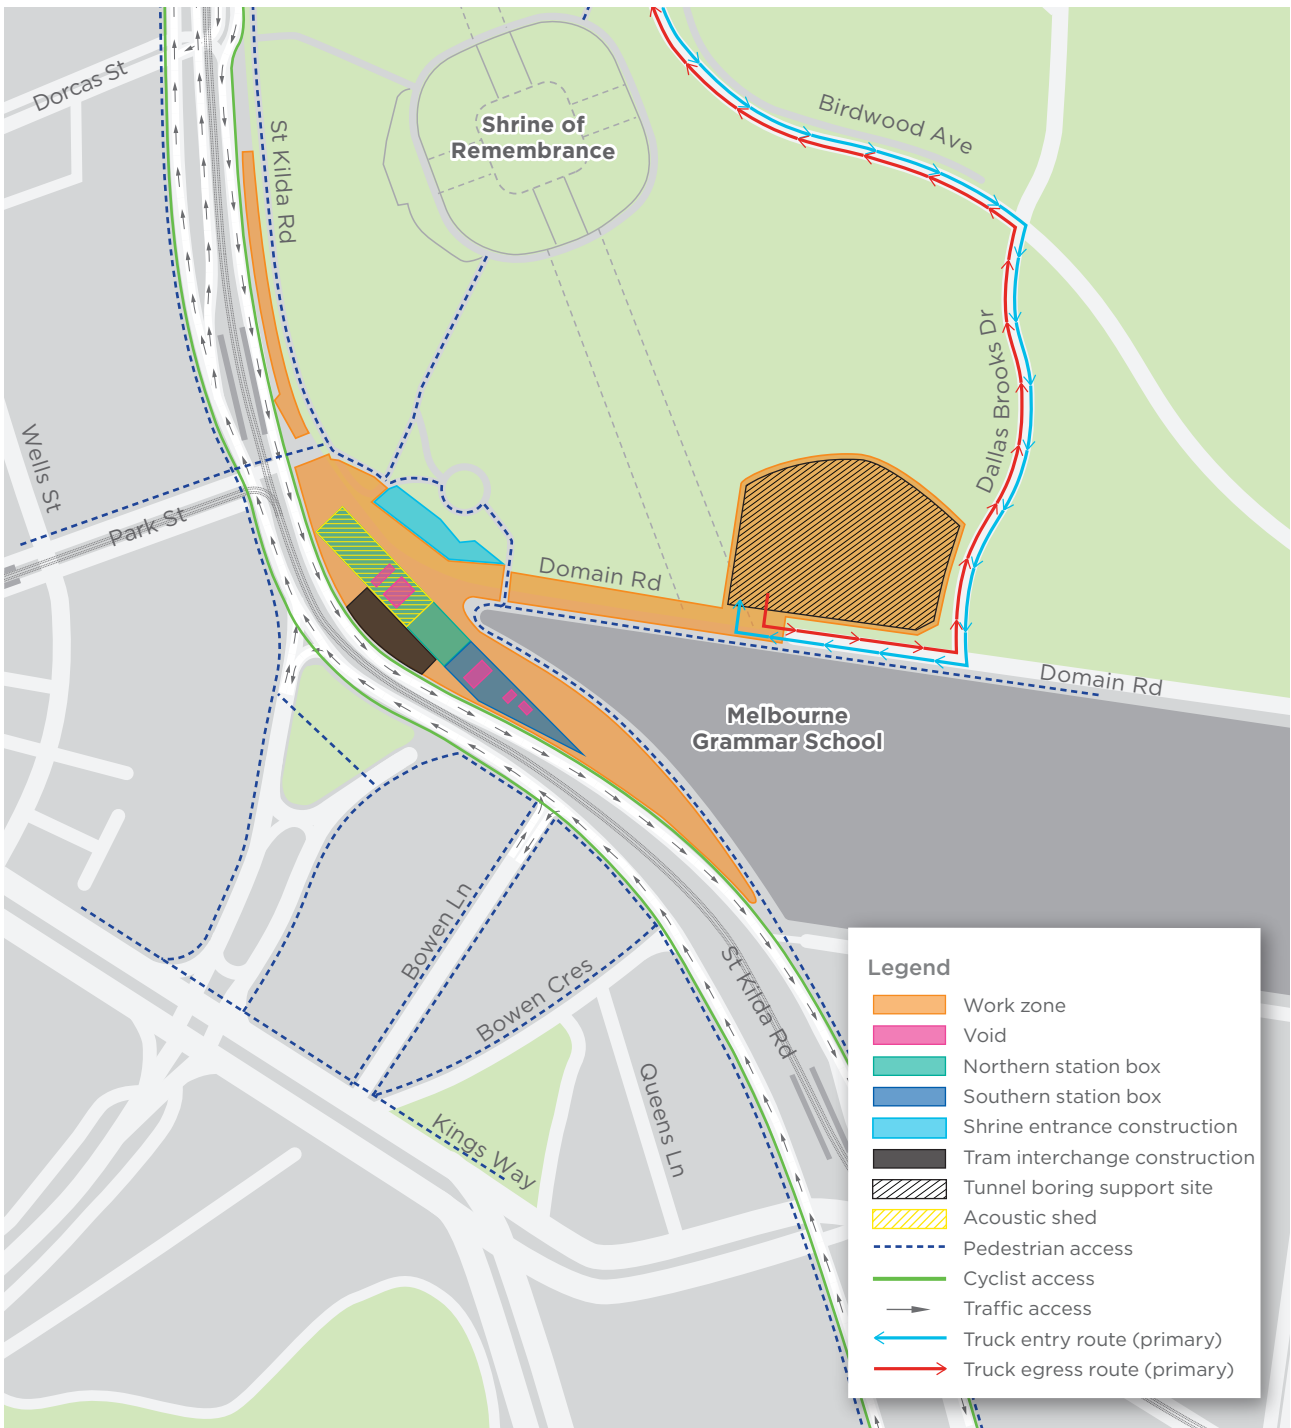 Dorcas St
St Kilda Rd
Shrine of
Remembrance
Birdwood Ave
Dallas Brooks Dr
Wells St
Park St
Domain Rd
Domain Rd
Melbourne
Grammar School
Bowen Ln
Bowen Cres
St Kilda Rd
Queens Ln
Kings Way
Legend
Work zone
Void
Northern station box
Southern station box
Shrine entrance construction
Tram interchange construction
Tunnel boring support site
Acoustic shed
Pedestrian access
Cyclist access
Traffic access
Truck entry route (primary)
Truck egress route (primary)